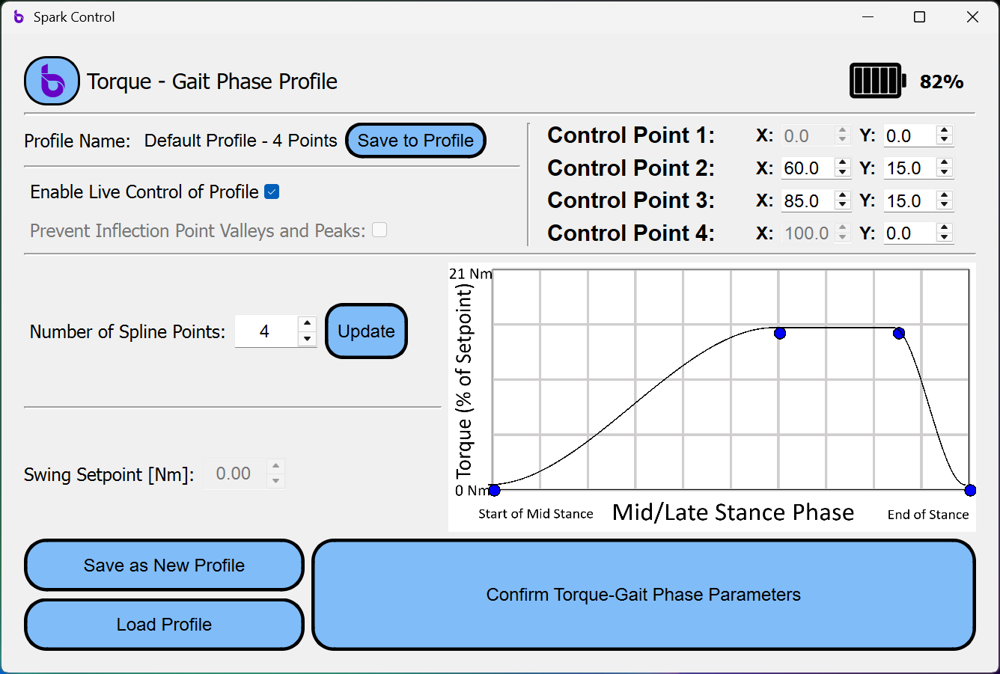 Spark Control
Torque - Gait Phase Profile
82%
Profile Name: Default Profile - 4 Points Save to Profile
Enable Live Control of Profile
Prevent Inflection Point Valleys and Peaks:
Control Point 1: X: 0.0 Y: 0.0
Control Point 2: X: 60.0 Y: 15.0
Control Point 3: X: 85.0 Y: 15.0
Control Point 4: X: 100.0 Y: 0.0
Number of Spline Points: 4 Update
Swing Setpoint [Nm]: 0.00
21 Nm
Torque (% of Setpoint)
0 Nm
Start of Mid Stance Mid/Late Stance Phase End of Stance
Save as New Profile
Load Profile
Confirm Torque-Gait Phase Parameters